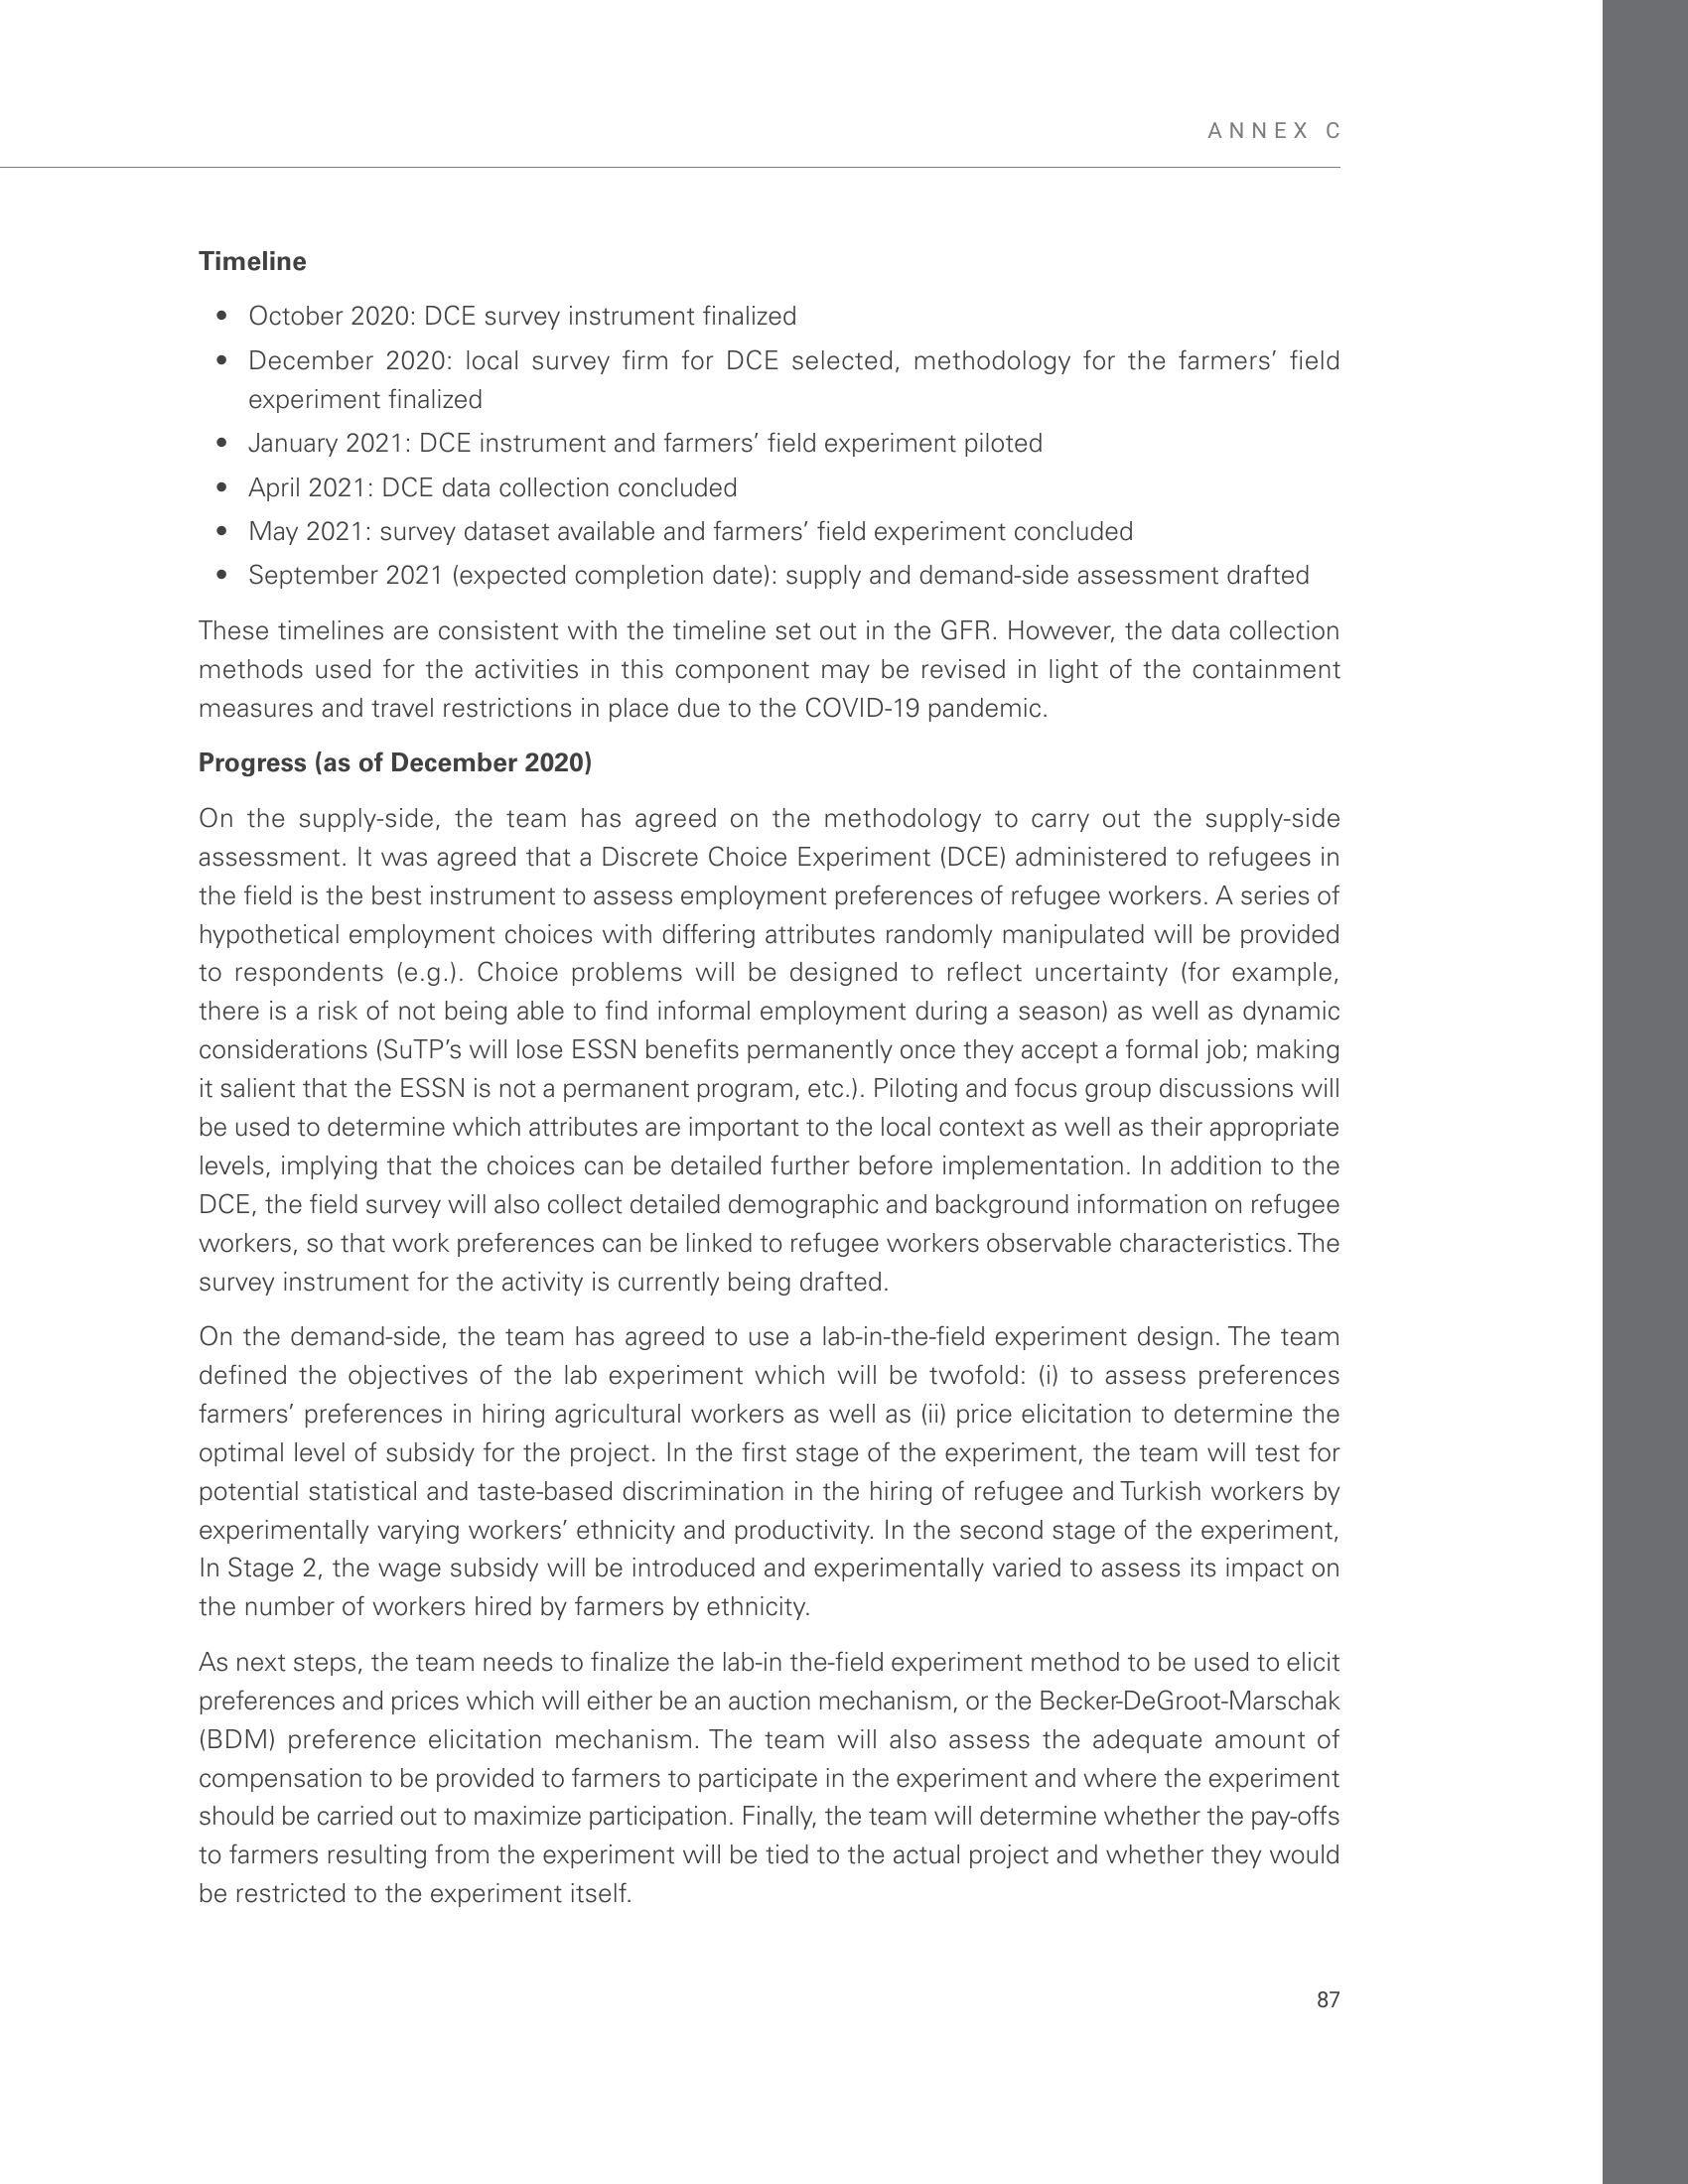 ANNEX C
Timeline
• October 2020: DCE survey instrument finalized
• December 2020: local survey firm for DCE selected, methodology for the farmers’ field
experiment finalized
• January 2021: DCE instrument and farmers’ field experiment piloted
• April 2021: DCE data collection concluded
• May 2021: survey dataset available and farmers’ field experiment concluded
• September 2021 (expected completion date): supply and demand-side assessment drafted
These timelines are consistent with the timeline set out in the GFR. However, the data collection
methods used for the activities in this component may be revised in light of the containment
measures and travel restrictions in place due to the COVID-19 pandemic.
Progress (as of December 2020)
On the supply-side, the team has agreed on the methodology to carry out the supply-side
assessment. It was agreed that a Discrete Choice Experiment (DCE) administered to refugees in
the field is the best instrument to assess employment preferences of refugee workers. A series of
hypothetical employment choices with differing attributes randomly manipulated will be provided
to respondents (e.g.). Choice problems will be designed to reflect uncertainty (for example,
there is a risk of not being able to find informal employment during a season) as well as dynamic
considerations (SuTP’s will lose ESSN benefits permanently once they accept a formal job; making
it salient that the ESSN is not a permanent program, etc.). Piloting and focus group discussions will
be used to determine which attributes are important to the local context as well as their appropriate
levels, implying that the choices can be detailed further before implementation. In addition to the
DCE, the field survey will also collect detailed demographic and background information on refugee
workers, so that work preferences can be linked to refugee workers observable characteristics. The
survey instrument for the activity is currently being drafted.
On the demand-side, the team has agreed to use a lab-in-the-field experiment design. The team
defined the objectives of the lab experiment which will be twofold: (i) to assess preferences
farmers’ preferences in hiring agricultural workers as well as (ii) price elicitation to determine the
optimal level of subsidy for the project. In the first stage of the experiment, the team will test for
potential statistical and taste-based discrimination in the hiring of refugee and Turkish workers by
experimentally varying workers’ ethnicity and productivity. In the second stage of the experiment,
In Stage 2, the wage subsidy will be introduced and experimentally varied to assess its impact on
the number of workers hired by farmers by ethnicity.
As next steps, the team needs to finalize the lab-in the-field experiment method to be used to elicit
preferences and prices which will either be an auction mechanism, or the Becker-DeGroot-Marschak
(BDM) preference elicitation mechanism. The team will also assess the adequate amount of
compensation to be provided to farmers to participate in the experiment and where the experiment
should be carried out to maximize participation. Finally, the team will determine whether the pay-offs
to farmers resulting from the experiment will be tied to the actual project and whether they would
be restricted to the experiment itself.
87